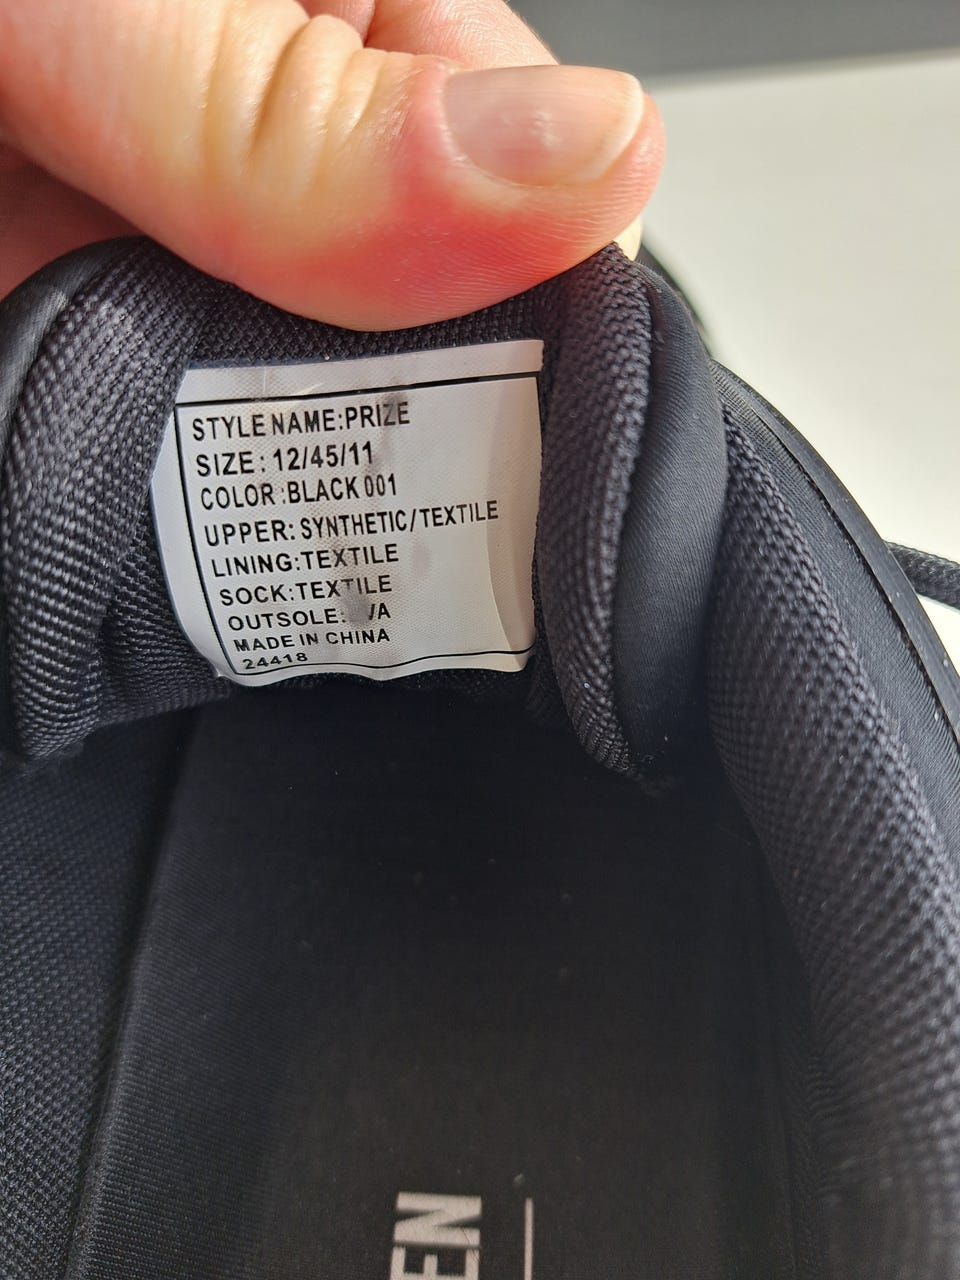 STYLE NAME:PRIZE
SIZE: 12/45/11
COLOR :BLACK 001
UPPER: SYNTHETIC/TEXTILE
LINING:TEXTILE
SOCK:TEXTILE
OUTSOLE:
MADE IN CHINA
24418
EN